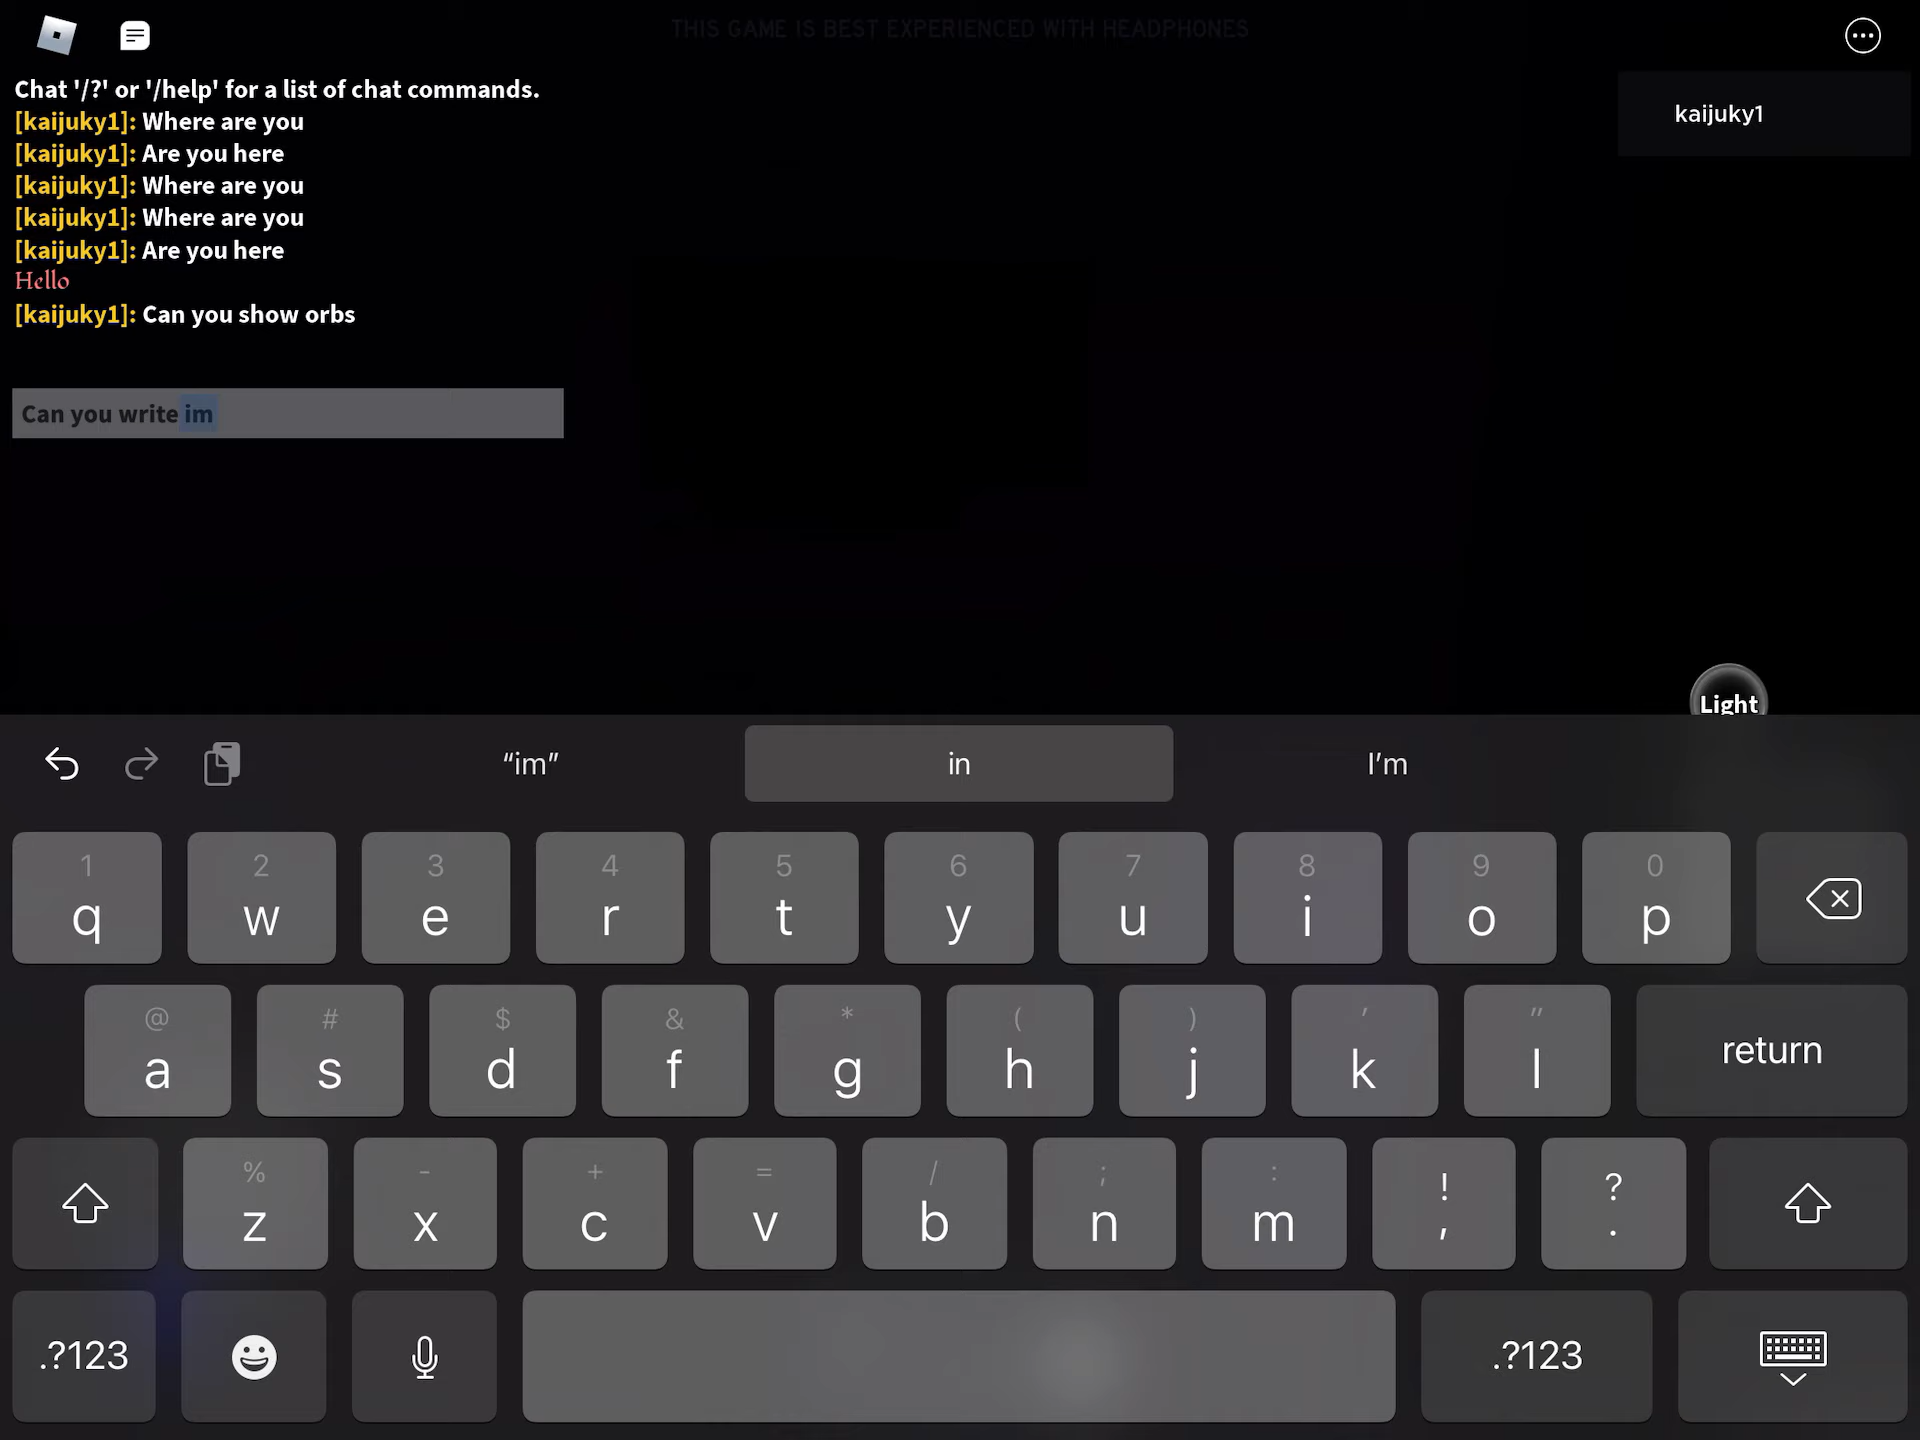 THIS GAME IS BEST EXPERIENCED WITH HEADPHONES
Chat '/?' or '/help' for a list of chat commands.
kaijuky1
[kaijuky1]: Where are you
[kaijuky1]: Are you here
[kaijuky1]: Where are you
[kaijuky1]: Where are you
[kaijuky1]: Are you here
Hello
[kaijuky1]: Can you show orbs
Can you write im
Light
“im” in I’m
1 2 3 4 5 6 7 8 9 0
q w e r t y u i o p
@ # $ & * ( ) ' "
a s d f g h j k l return
% - + = / ; : ! ?
z x c v b n m , .
.?123 .?123